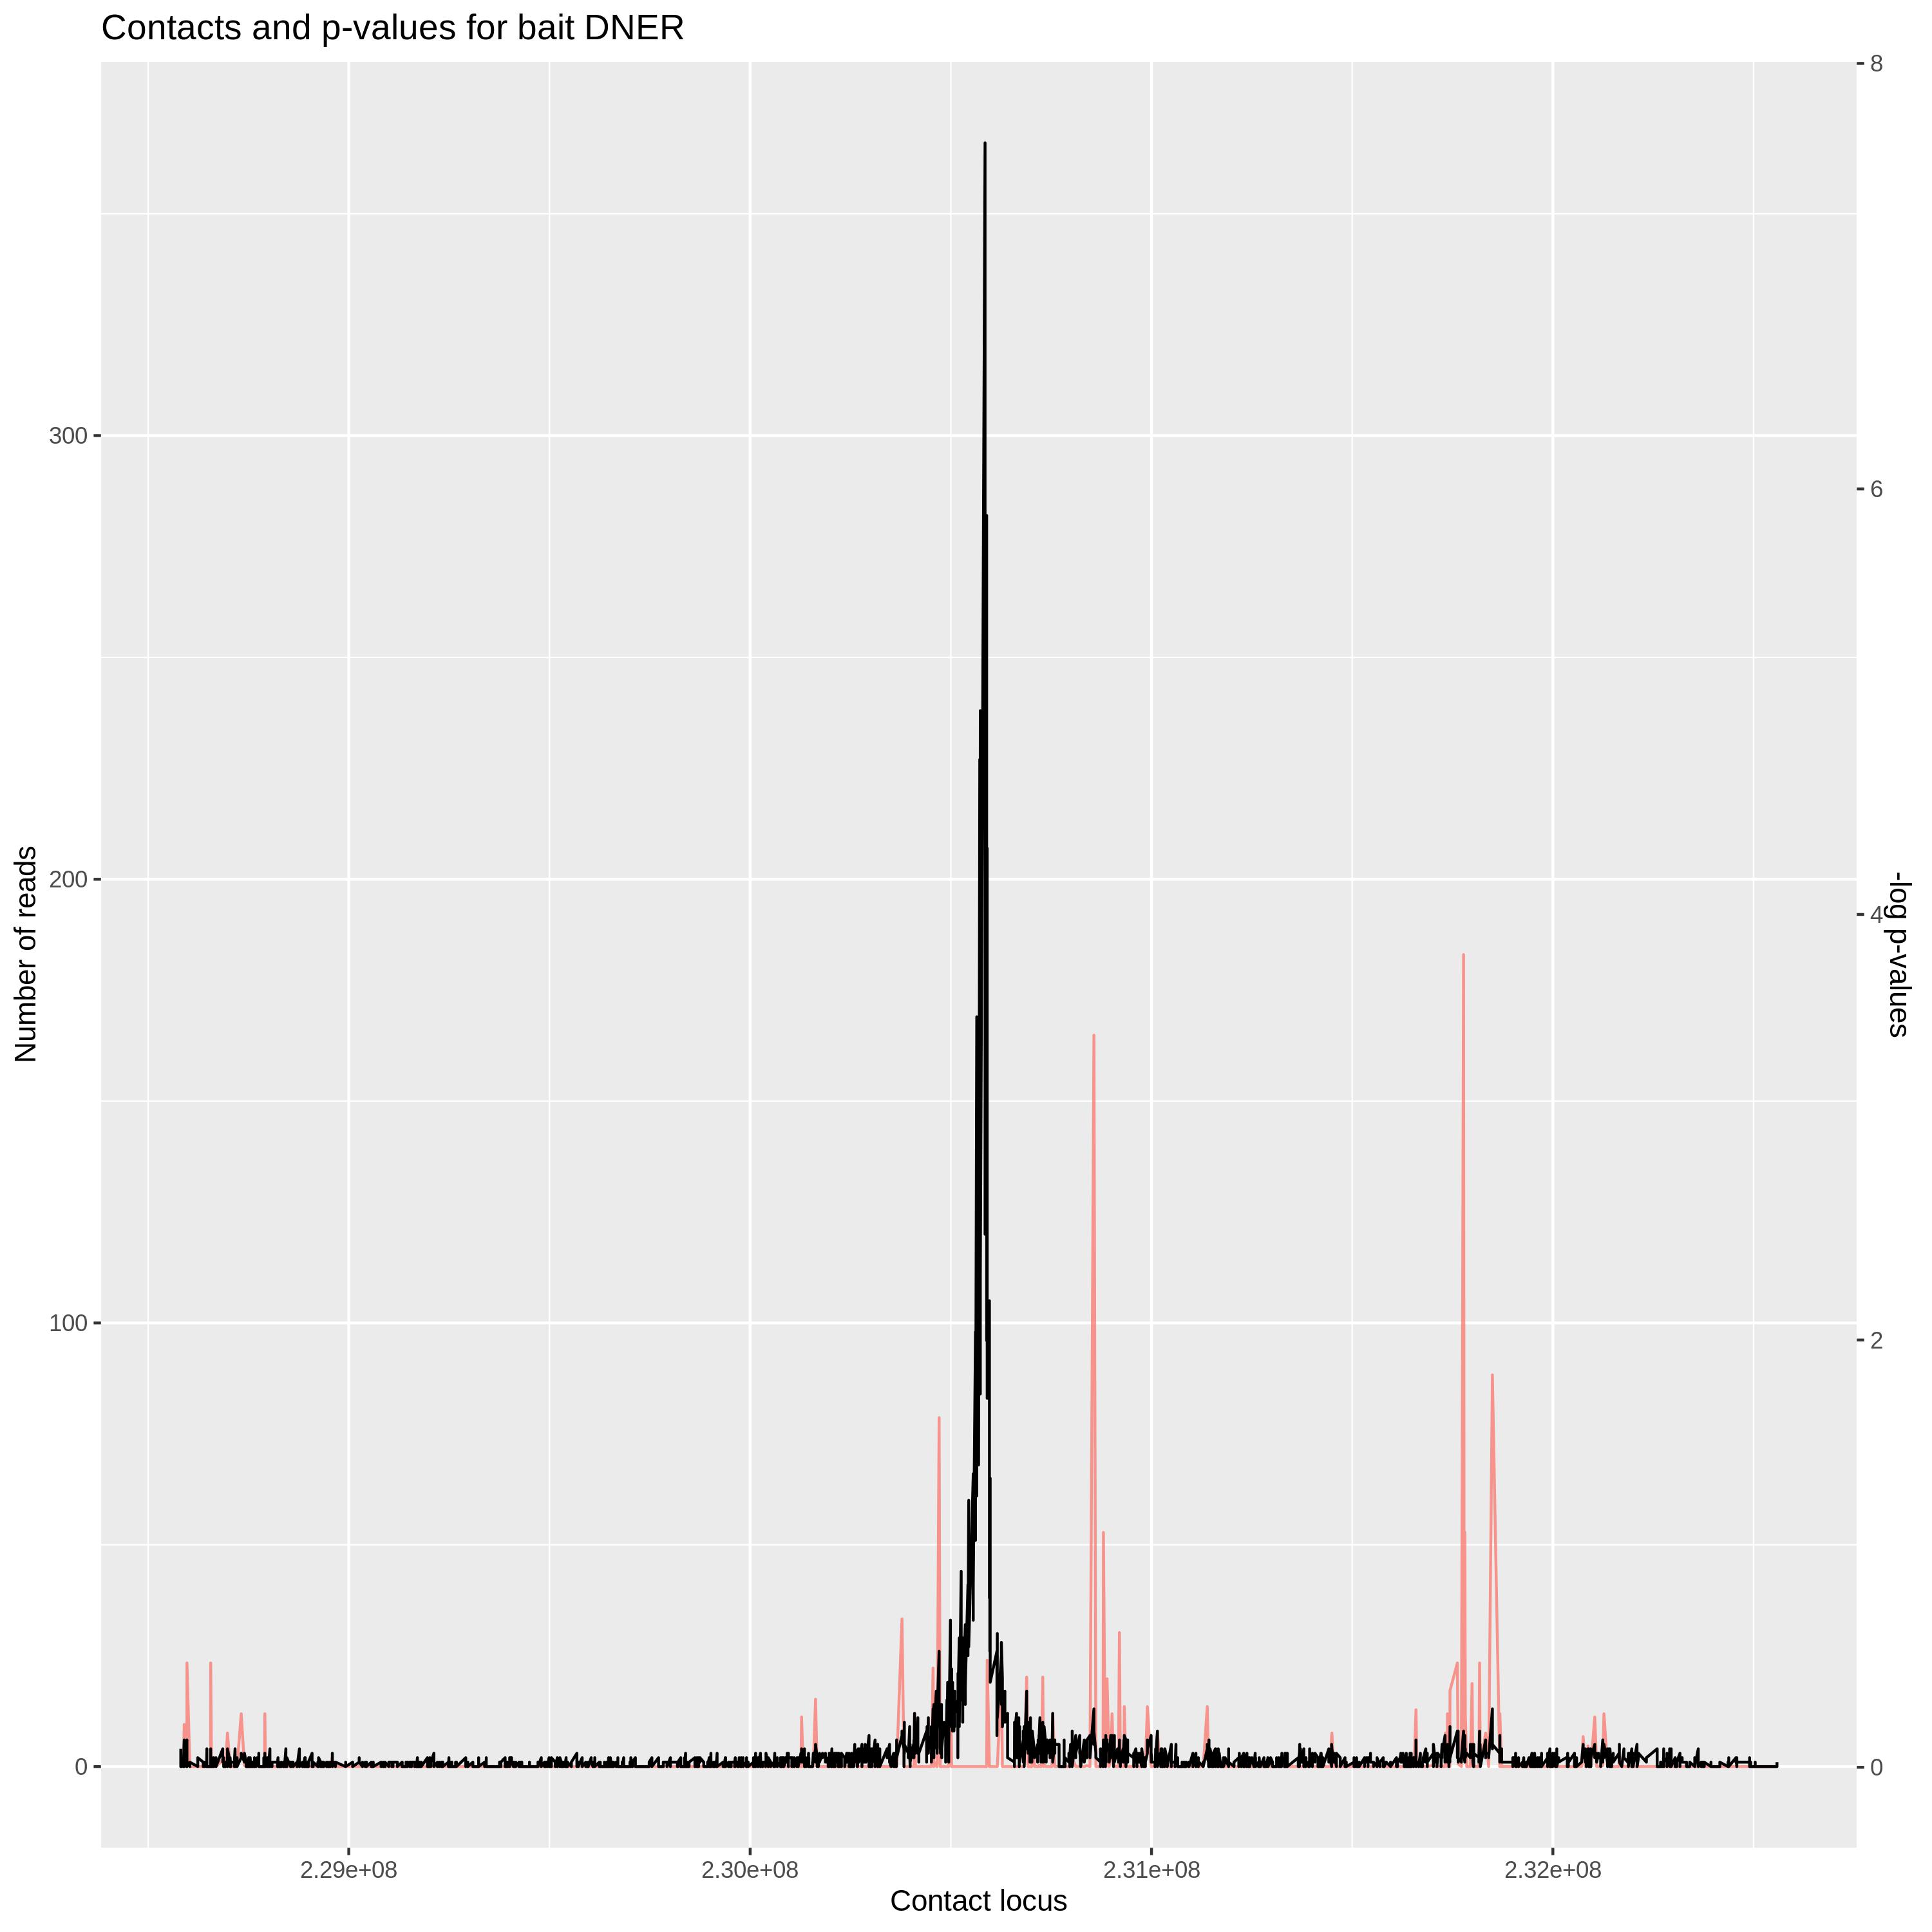 Contacts and p-values for bait DNER
8
300
6
200
4
Number of reads
-log p-values
100
2
0
0
2.29e+08
2.30e+08
2.31e+08
2.32e+08
Contact locus